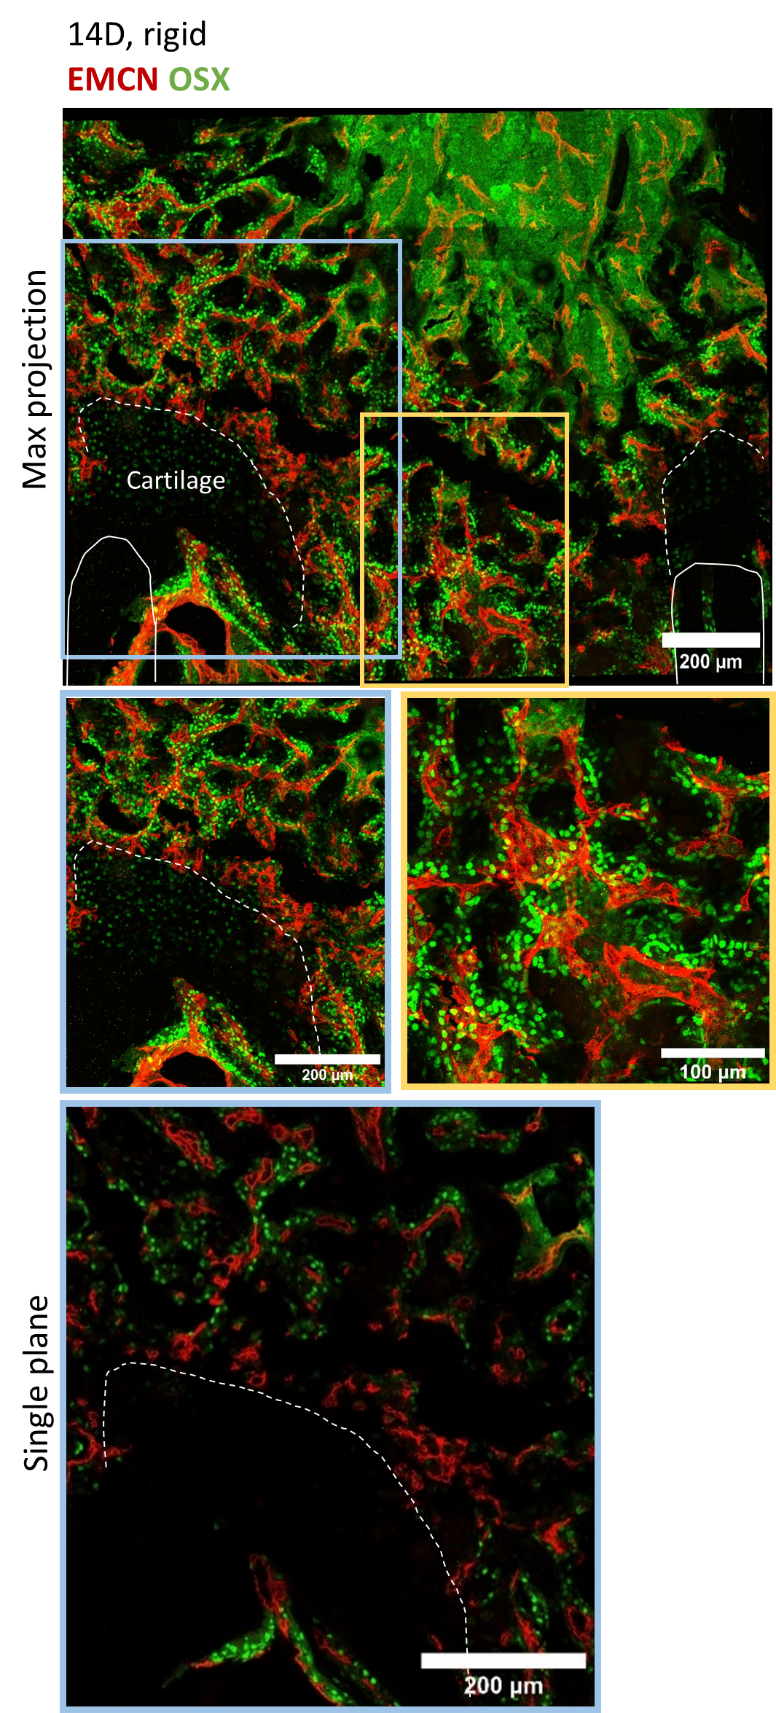 14D, rigid
EMCN OSX
Max projection
Cartilage
200 µm
200 µm
100 µm
Single plane
200 µm